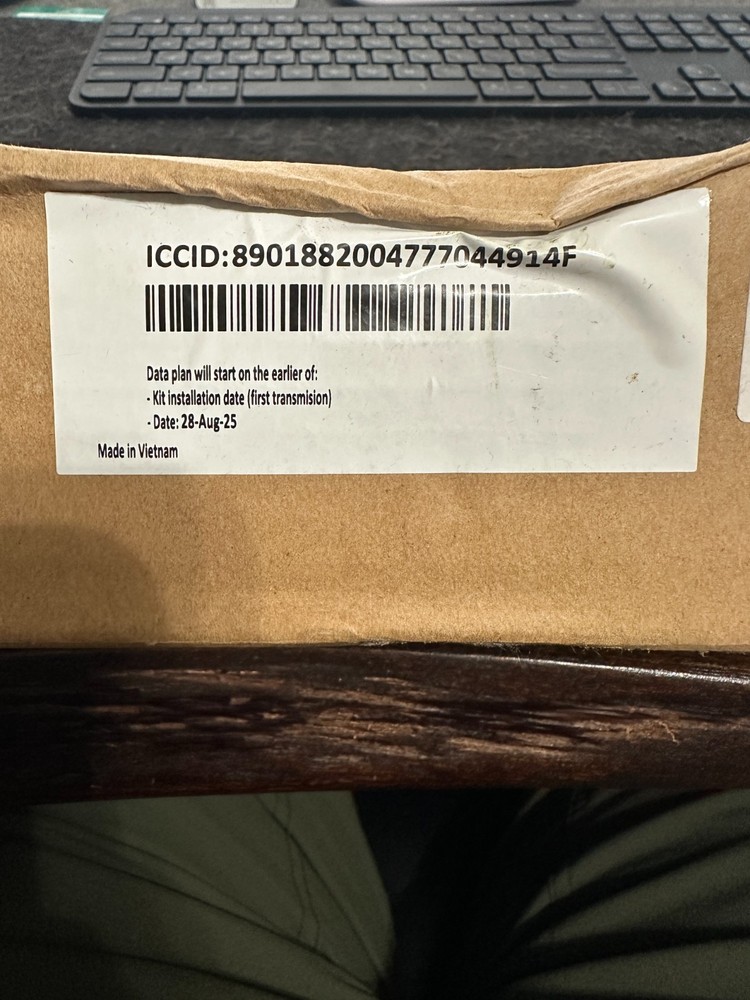 ICCID:8901882004777044914F
Data plan will start on the earlier of:
- Kit installation date (first transmision)
- Date: 28-Aug-25
Made in Vietnam